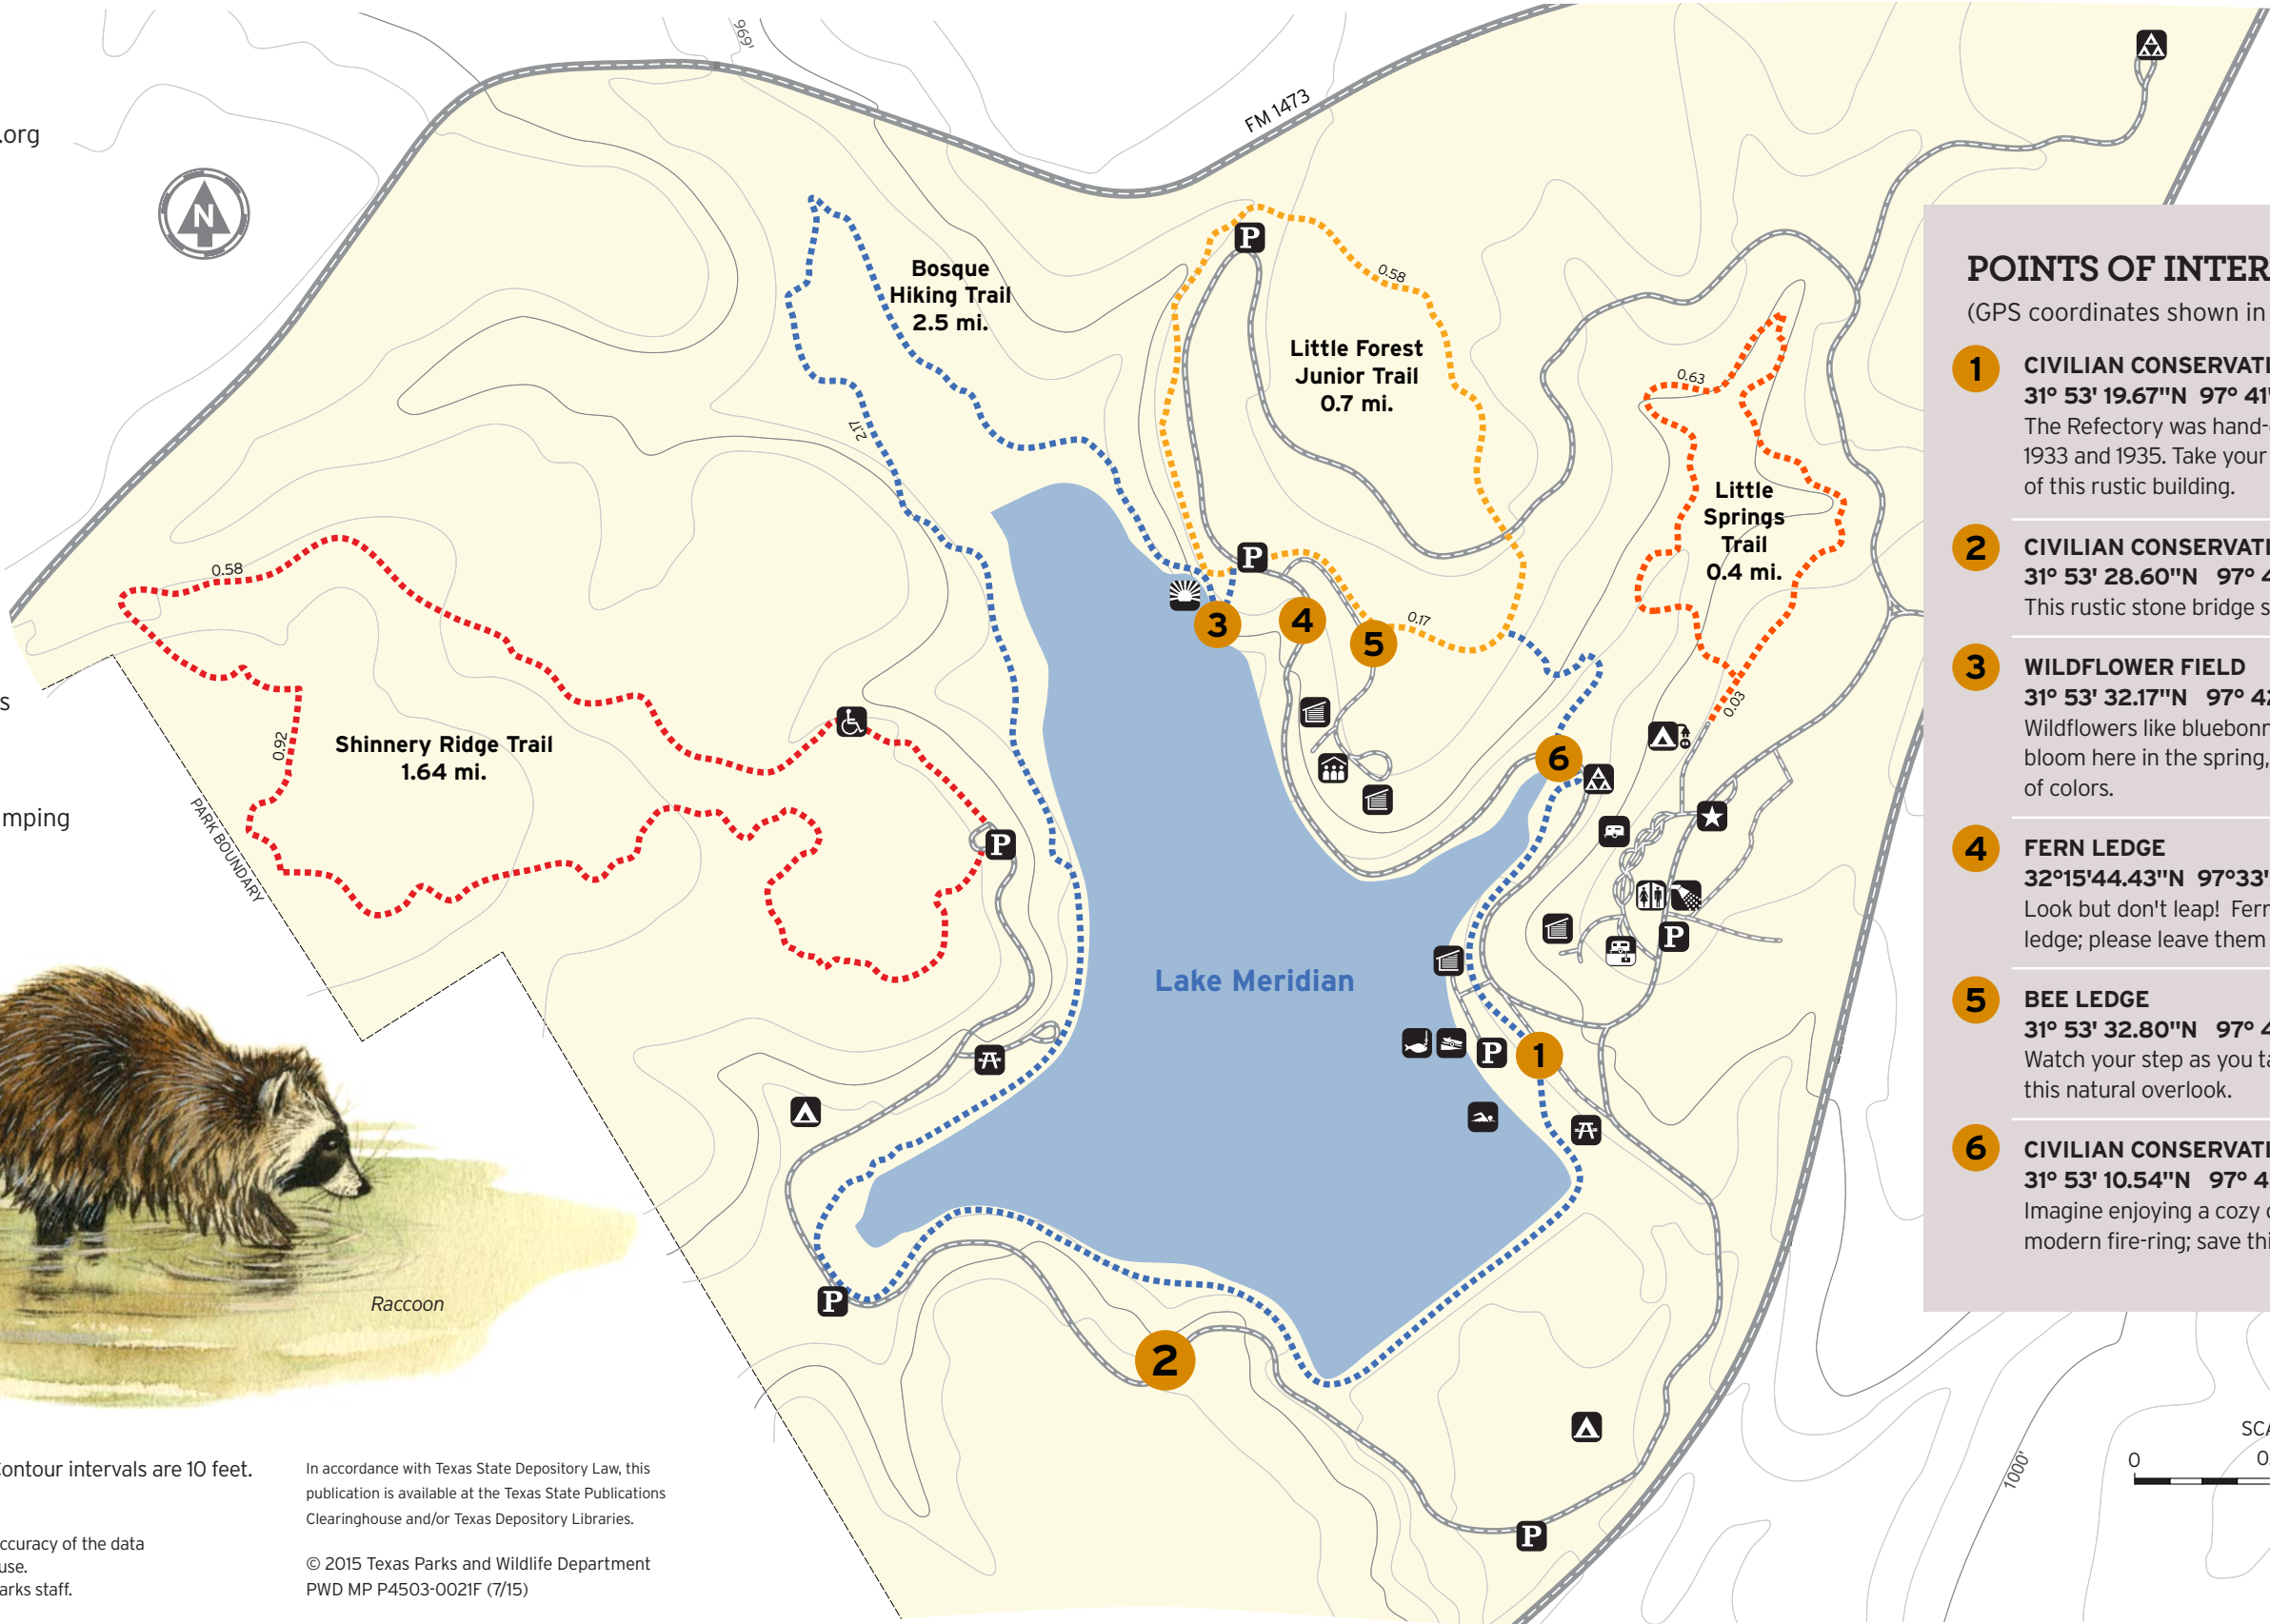 .org
N
969'
FM 1473
Bosque
Hiking Trail
2.5 mi.
2.17
Little Forest
Junior Trail
0.7 mi.
0.58
0.17
Little
Springs
Trail
0.4 mi.
0.63
0.03
Shinnery Ridge Trail
1.64 mi.
0.58
0.92
PARK BOUNDARY
Lake Meridian
P
P
P
P
P
P
P
1
2
3
4
5
6
s
mping
Raccoon
ontour intervals are 10 feet.
ccuracy of the data
use.
arks staff.
In accordance with Texas State Depository Law, this
publication is available at the Texas State Publications
Clearinghouse and/or Texas Depository Libraries.
© 2015 Texas Parks and Wildlife Department
PWD MP P4503-0021F (7/15)
POINTS OF INTER
(GPS coordinates shown in
1
CIVILIAN CONSERVATI
31° 53' 19.67"N 97° 41'
The Refectory was hand-
1933 and 1935. Take your
of this rustic building.
2
CIVILIAN CONSERVATI
31° 53' 28.60"N 97° 4
This rustic stone bridge s
3
WILDFLOWER FIELD
31° 53' 32.17"N 97° 42
Wildflowers like bluebonn
bloom here in the spring,
of colors.
4
FERN LEDGE
32°15'44.43"N 97°33'
Look but don't leap! Fern
ledge; please leave them
5
BEE LEDGE
31° 53' 32.80"N 97° 4
Watch your step as you ta
this natural overlook.
6
CIVILIAN CONSERVATI
31° 53' 10.54"N 97° 4
Imagine enjoying a cozy
modern fire-ring; save thi
1000'
SCA
0 0.